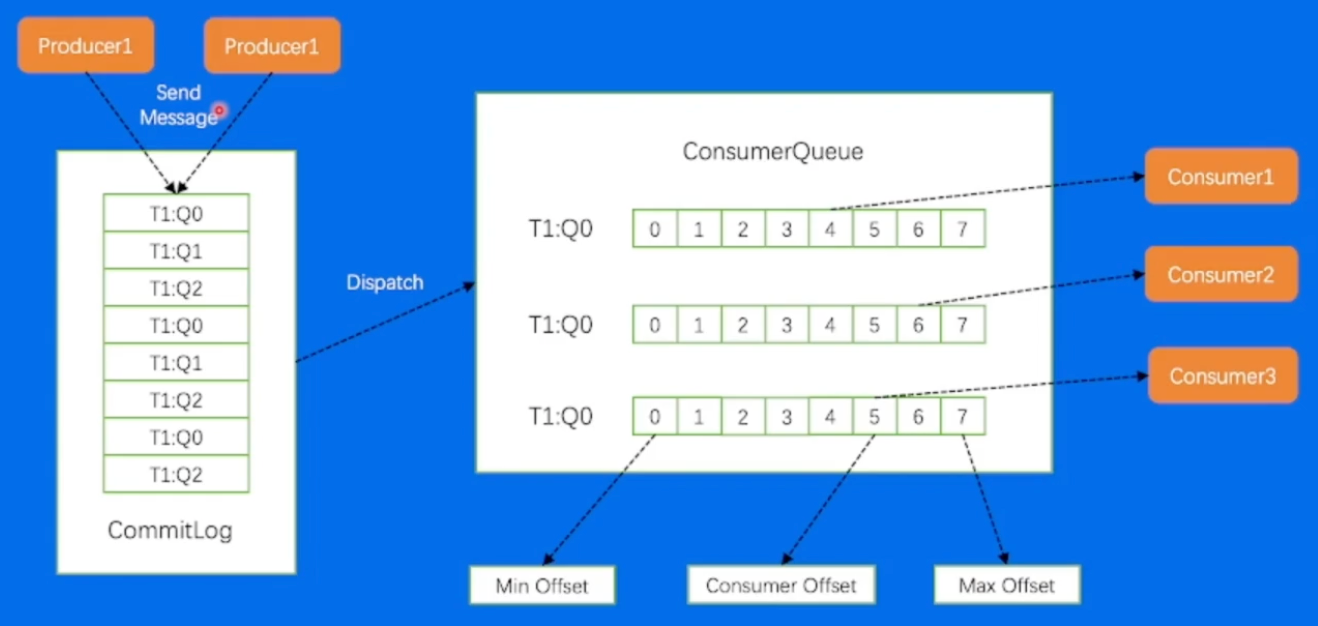 Producer1
Producer1
Send
Message
T1:Q0
T1:Q1
T1:Q2
T1:Q0
T1:Q1
T1:Q2
T1:Q0
T1:Q2
CommitLog
Dispatch
ConsumerQueue
T1:Q0 0 1 2 3 4 5 6 7
T1:Q0 0 1 2 3 4 5 6 7
T1:Q0 0 1 2 3 4 5 6 7
Consumer1
Consumer2
Consumer3
Min Offset
Consumer Offset
Max Offset